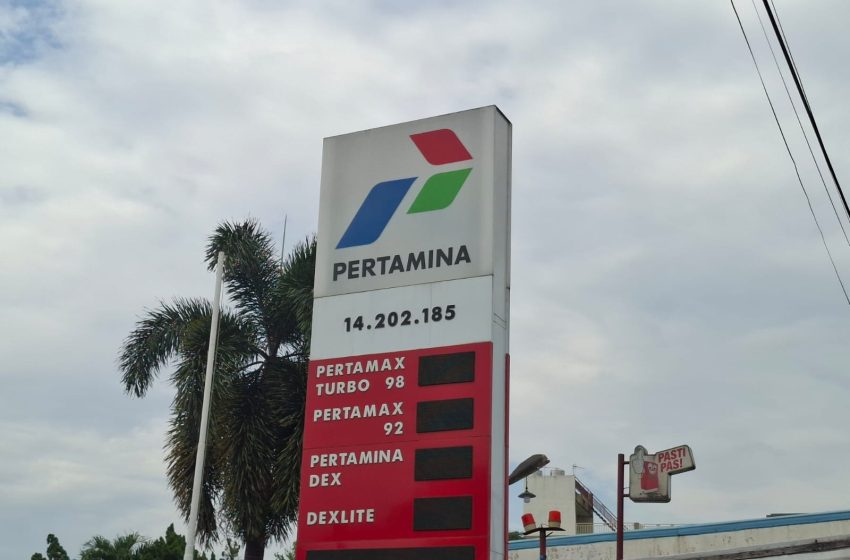 PERTAMINA
14.202.185
PERTAMAX
TURBO 98
PERTAMAX
92
PERTAMINA
DEX
DEXLITE
PASTI
PAS!